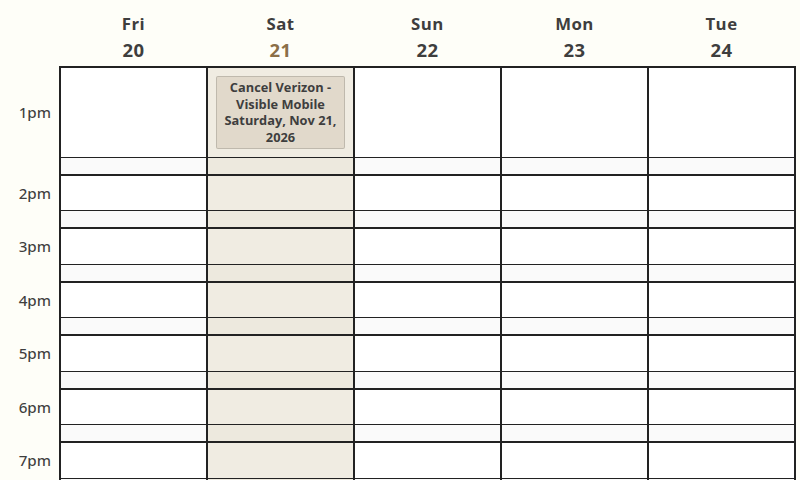 Fri Sat Sun Mon Tue
20 21 22 23 24
1pm
Cancel Verizon -
Visible Mobile
Saturday, Nov 21,
2026
2pm
3pm
4pm
5pm
6pm
7pm